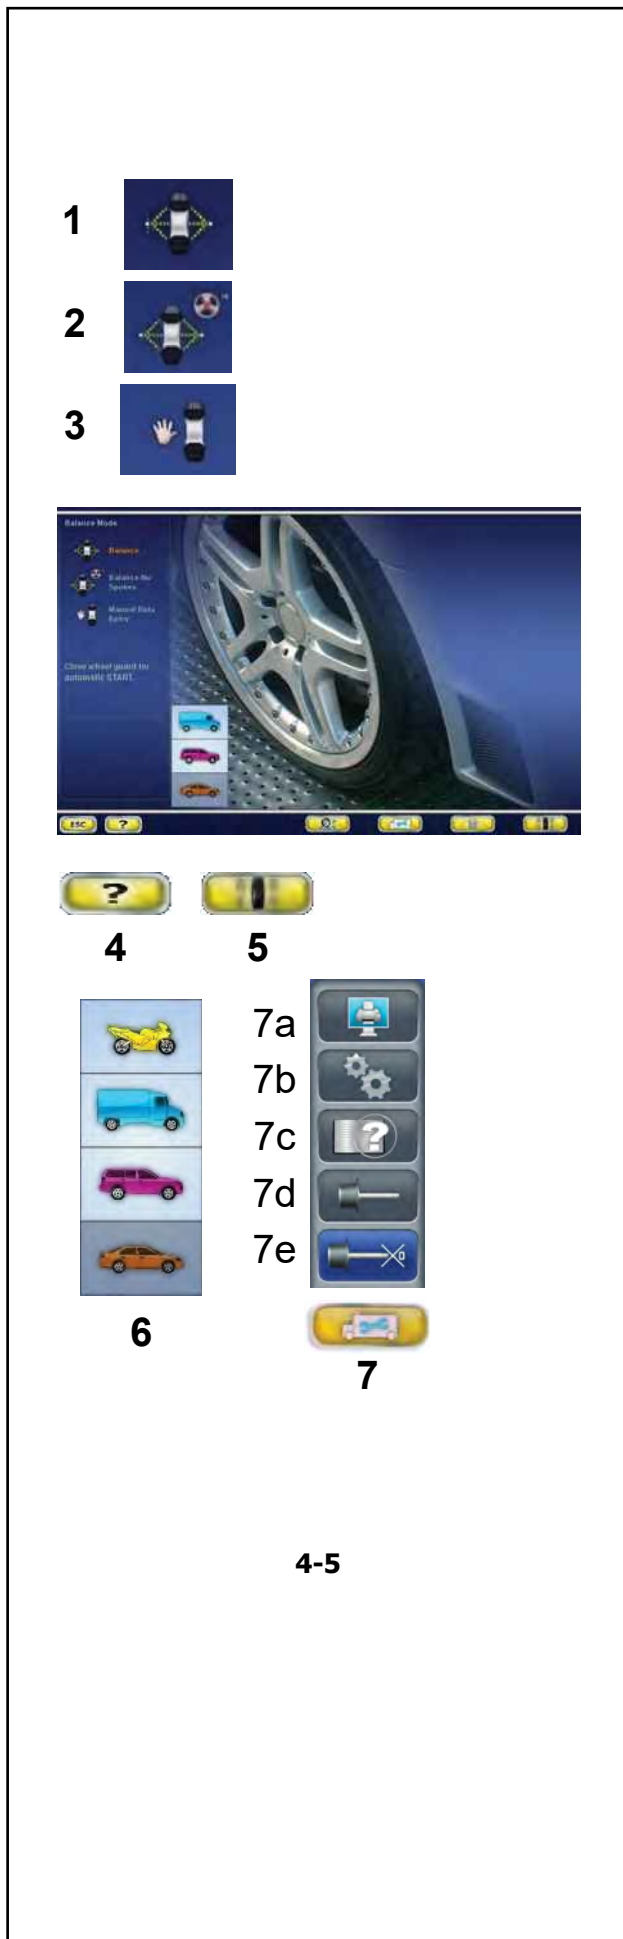 1
2
3
Balance Mode
Balance
Balance No
Spokes
Manual Data
Entry
Close wheel guard for
automatic START.
ESC
?
?
4
5
7a
7b
7c
?
7d
7e
6
7
4-5